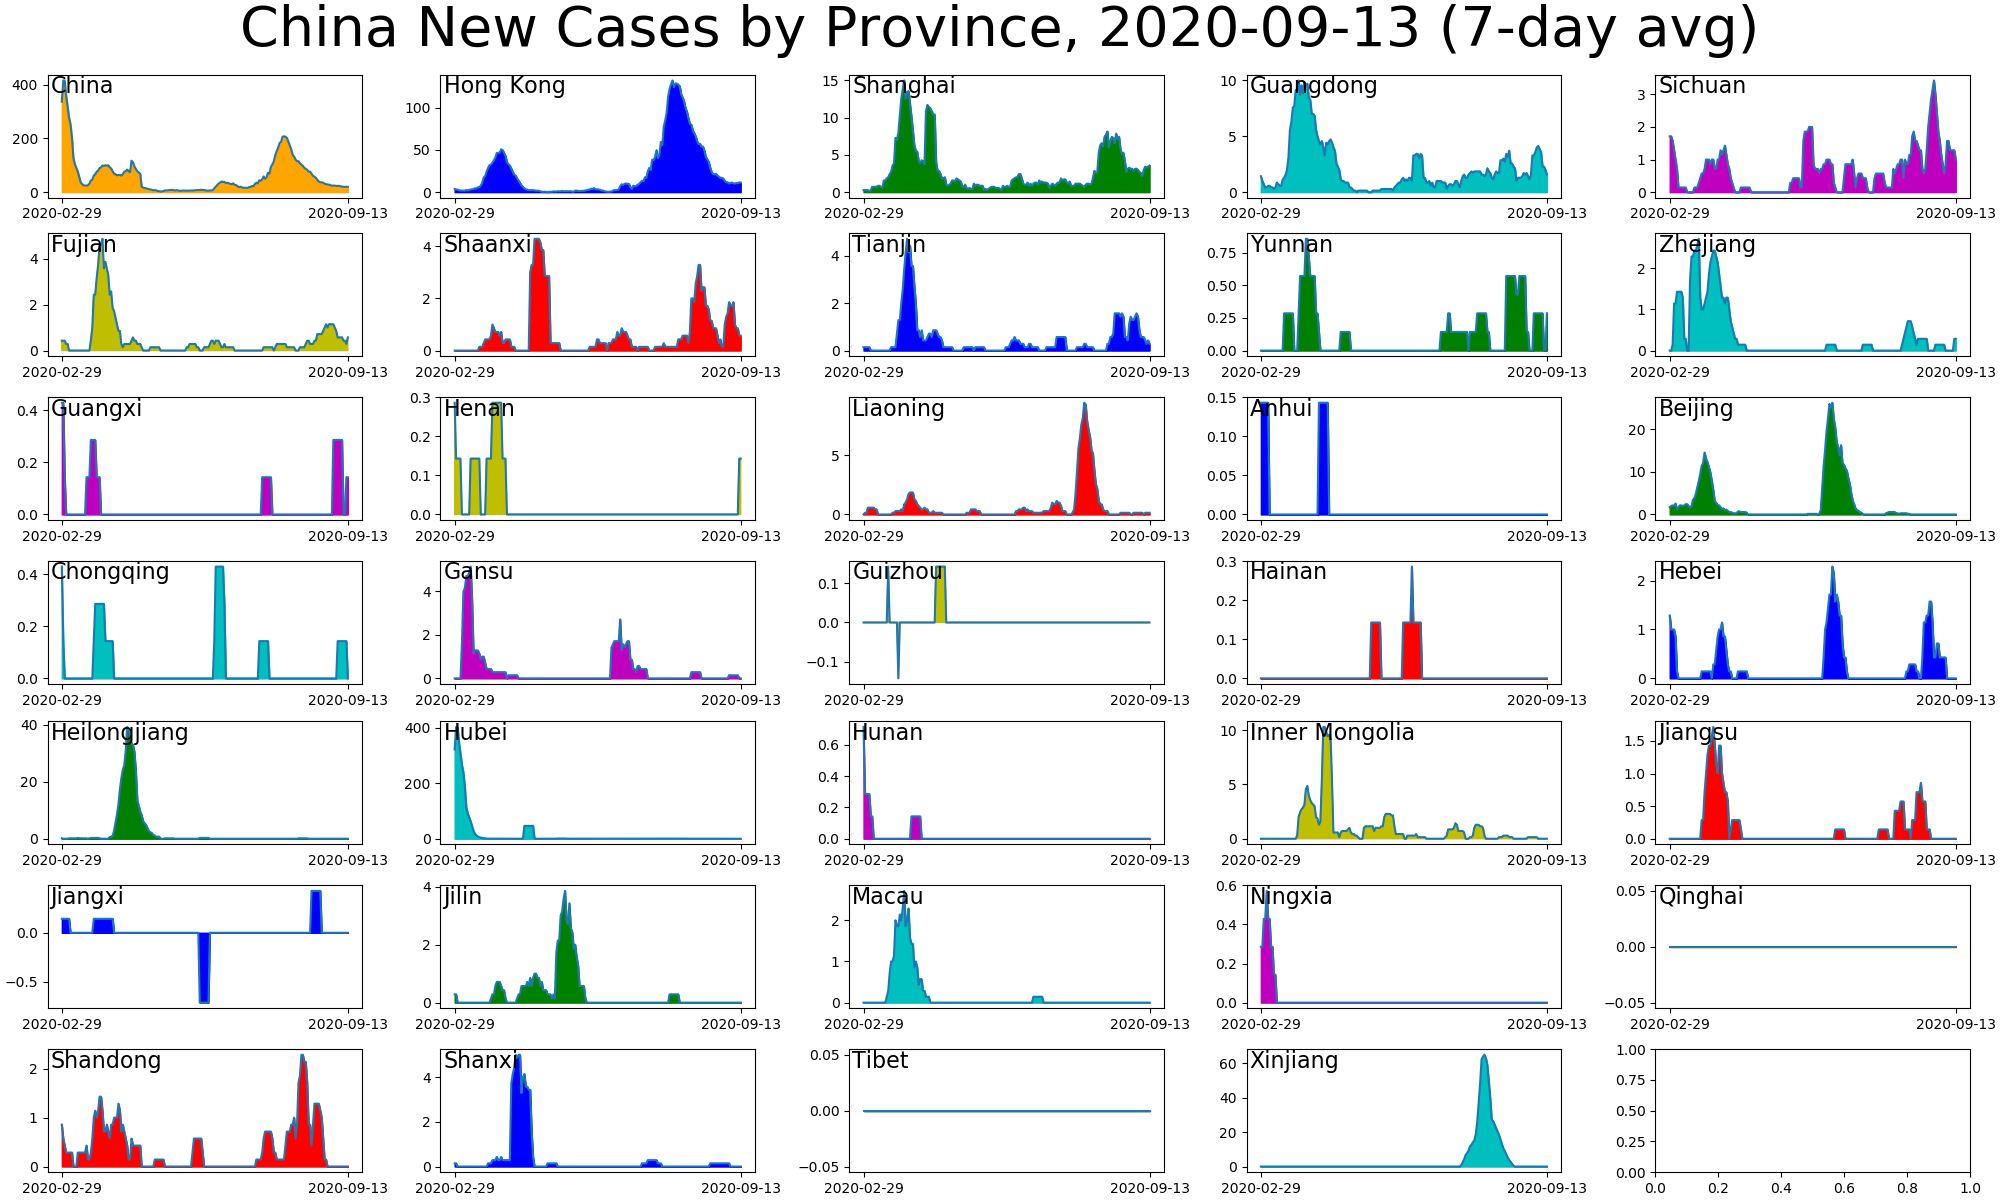 China New Cases by Province, 2020-09-13 (7-day avg)
China Hong Kong Shanghai Guangdong Sichuan
400 200 0 100 50 0 15 10 5 0 10 5 0 3 2 1 0
2020-02-29 2020-09-13 2020-02-29 2020-09-13 2020-02-29 2020-09-13 2020-02-29 2020-09-13 2020-02-29 2020-09-13
Fujian Shaanxi Tianjin Yunnan Zhejiang
4 2 0 4 2 0 4 2 0 0.75 0.50 0.25 0.00 2 1 0
2020-02-29 2020-09-13 2020-02-29 2020-09-13 2020-02-29 2020-09-13 2020-02-29 2020-09-13 2020-02-29 2020-09-13
Guangxi Henan Liaoning Anhui Beijing
0.4 0.2 0.0 0.3 0.2 0.1 0.0 5 0 0.15 0.10 0.05 0.00 20 10 0
2020-02-29 2020-09-13 2020-02-29 2020-09-13 2020-02-29 2020-09-13 2020-02-29 2020-09-13 2020-02-29 2020-09-13
Chongqing Gansu Guizhou Hainan Hebei
0.4 0.2 0.0 4 2 0 0.1 0.0 −0.1 0.3 0.2 0.1 0.0 2 1 0
2020-02-29 2020-09-13 2020-02-29 2020-09-13 2020-02-29 2020-09-13 2020-02-29 2020-09-13 2020-02-29 2020-09-13
Heilongjiang Hubei Hunan Inner Mongolia Jiangsu
40 20 0 400 200 0 0.6 0.4 0.2 0.0 10 5 0 1.5 1.0 0.5 0.0
2020-02-29 2020-09-13 2020-02-29 2020-09-13 2020-02-29 2020-09-13 2020-02-29 2020-09-13 2020-02-29 2020-09-13
Jiangxi Jilin Macau Ningxia Qinghai
0.0 −0.5 4 2 0 2 1 0 0.6 0.4 0.2 0.0 0.05 0.00 −0.05
2020-02-29 2020-09-13 2020-02-29 2020-09-13 2020-02-29 2020-09-13 2020-02-29 2020-09-13 2020-02-29 2020-09-13
Shandong Shanxi Tibet Xinjiang
2 1 0 4 2 0 0.05 0.00 −0.05 60 40 20 0 1.00 0.75 0.50 0.25 0.00
2020-02-29 2020-09-13 2020-02-29 2020-09-13 2020-02-29 2020-09-13 2020-02-29 2020-09-13 0.0 0.2 0.4 0.6 0.8 1.0